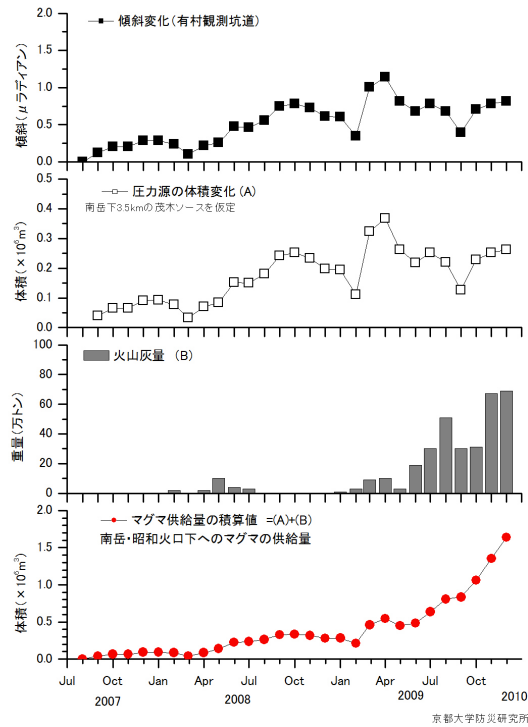 傾斜変化（有村観測坑道）
傾斜（μラディアン）
2.0
1.5
1.0
0.5
0.0
圧力源の体積変化（A）
南岳下3.5kmの茂木ソースを仮定
体積（×10⁶m³）
0.5
0.4
0.3
0.2
0.1
0.0
火山灰量 （B）
重量（万トン）
100
80
60
40
20
0
マグマ供給量の積算値 =(A)+(B)
南岳・昭和火口下へのマグマの供給量
体積（×10⁶m³）
2.0
1.5
1.0
0.5
0.0
Jul Oct Jan Apr Jul Oct Jan Apr Jul Oct
2007 2008 2009 2010
京都大学防災研究所